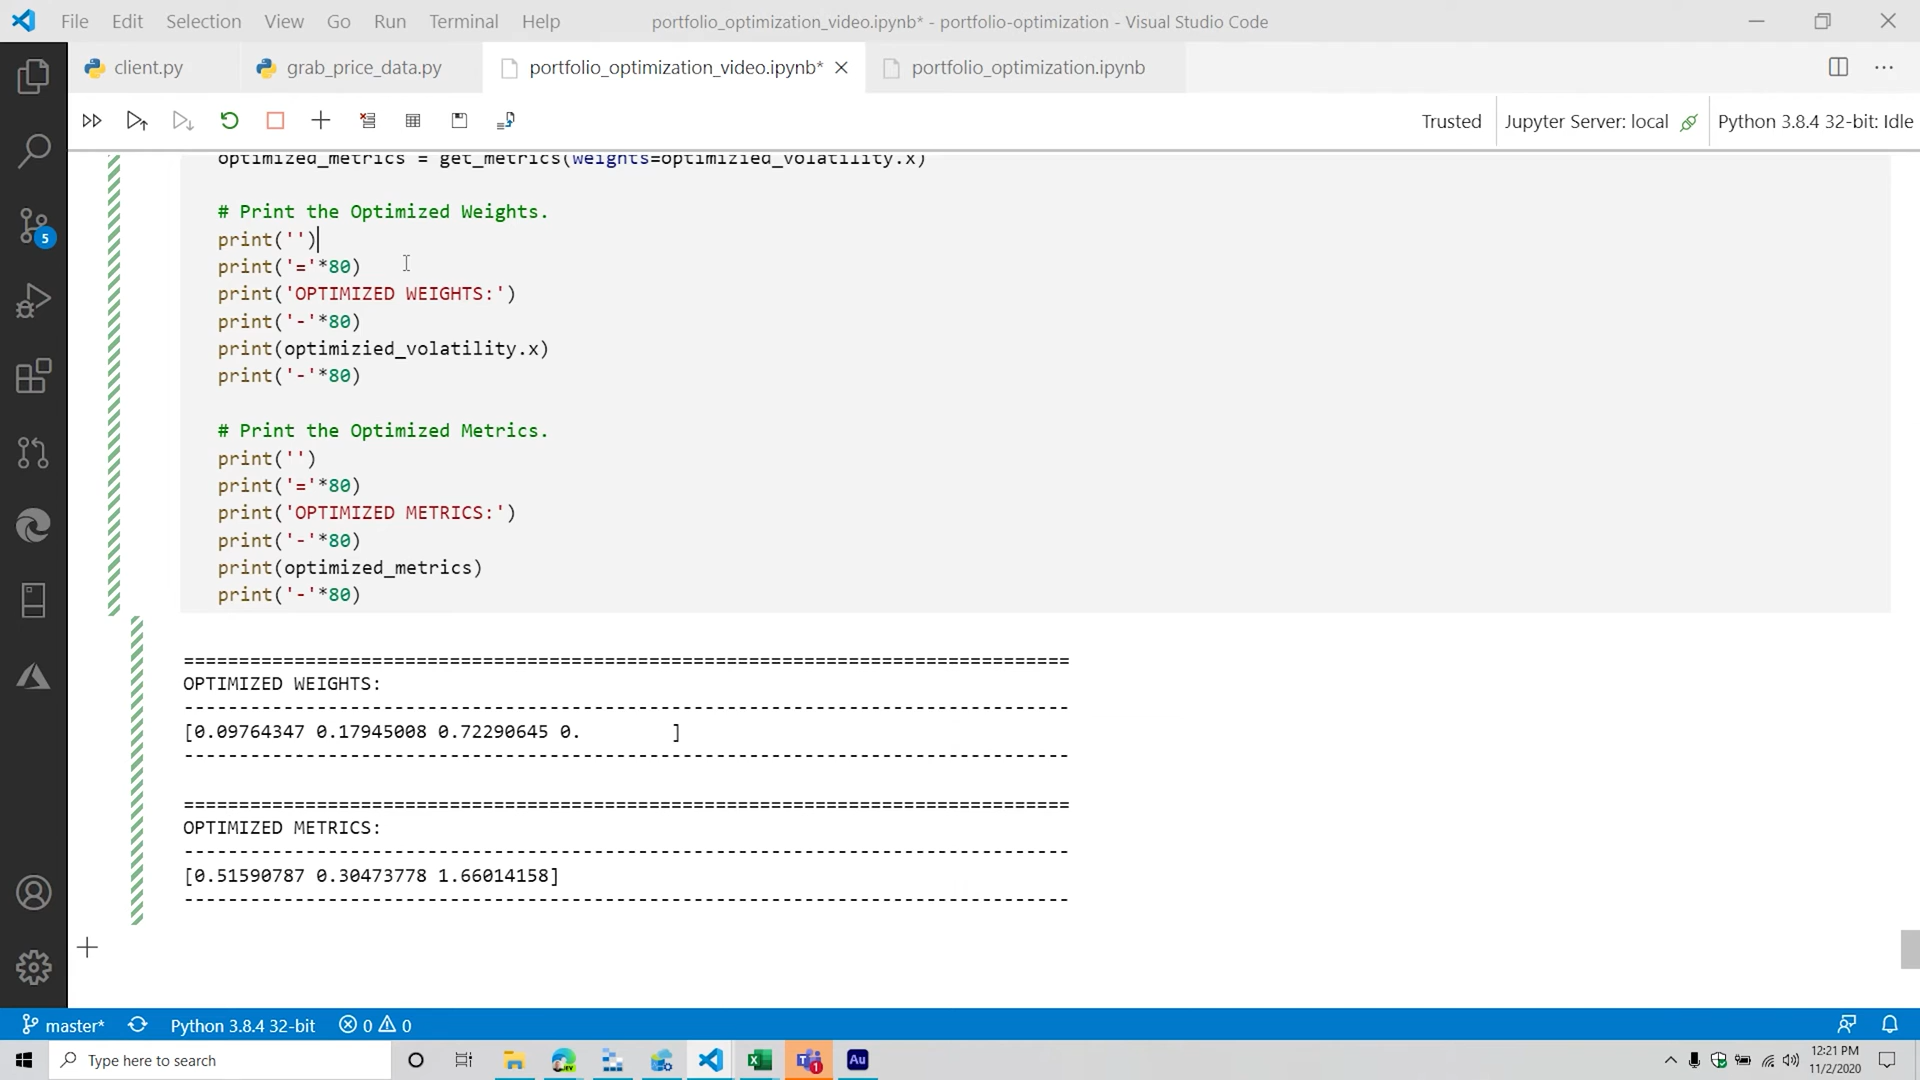 File Edit Selection View Go Run Terminal Help portfolio_optimization_video.ipynb* - portfolio-optimization - Visual Studio Code
client.py grab_price_data.py portfolio_optimization_video.ipynb* portfolio_optimization.ipynb
Trusted Jupyter Server: local Python 3.8.4 32-bit: Idle
optimized_metrics = get_metrics(weights=optimizied_volatility.x)
# Print the Optimized Weights.
print('')
print('='*80)
print('OPTIMIZED WEIGHTS:')
print('-'*80)
print(optimizied_volatility.x)
print('-'*80)
# Print the Optimized Metrics.
print('')
print('='*80)
print('OPTIMIZED METRICS:')
print('-'*80)
print(optimized_metrics)
print('-'*80)
================================================================================
OPTIMIZED WEIGHTS:
--------------------------------------------------------------------------------
[0.09764347 0.17945008 0.72290645 0.        ]
--------------------------------------------------------------------------------
================================================================================
OPTIMIZED METRICS:
--------------------------------------------------------------------------------
[0.51590787 0.30473778 1.66014158]
--------------------------------------------------------------------------------
5
master* Python 3.8.4 32-bit 0 0
Type here to search
DEV
1
Au
12:21 PM
11/2/2020